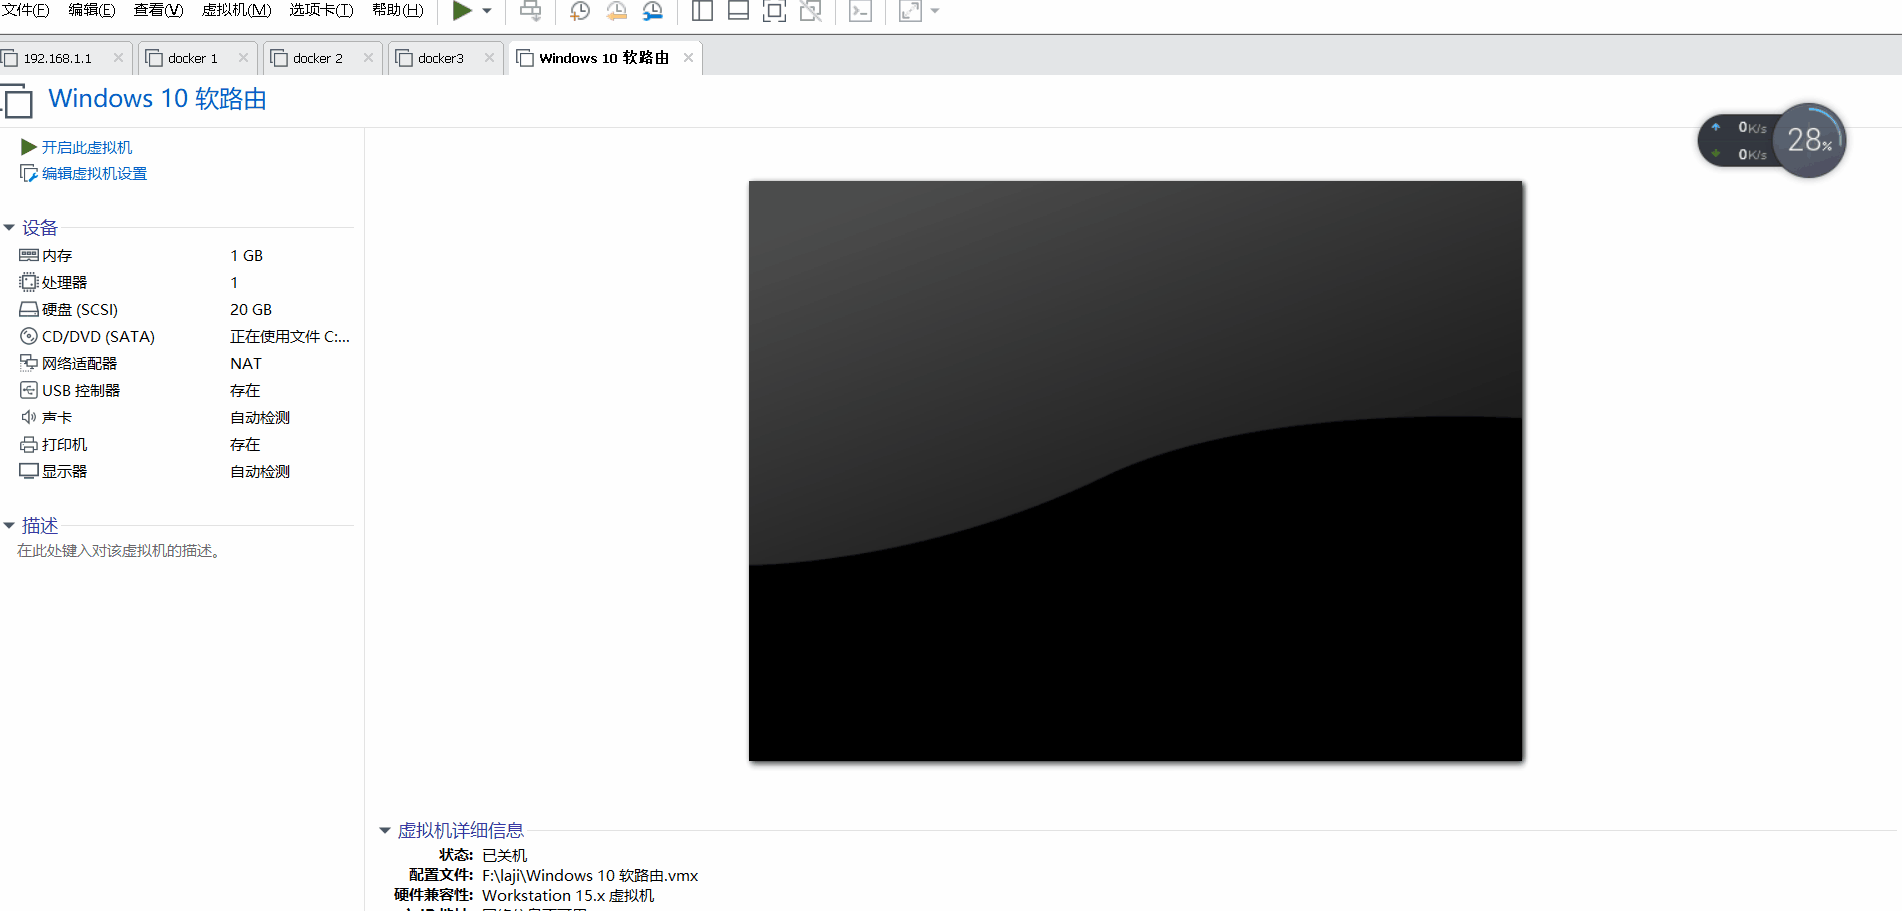 文件(F) 编辑(E) 查看(V) 虚拟机(M) 选项卡(T) 帮助(H)
192.168.1.1 docker 1 docker 2 docker3 Windows 10 软路由
Windows 10 软路由
开启此虚拟机
编辑虚拟机设置
设备
内存 1 GB
处理器 1
硬盘 (SCSI) 20 GB
CD/DVD (SATA) 正在使用文件 C:...
网络适配器 NAT
USB 控制器 存在
声卡 自动检测
打印机 存在
显示器 自动检测
描述
在此处键入对该虚拟机的描述。
0K/s
0K/s
28%
虚拟机详细信息
状态: 已关机
配置文件: F:\laji\Windows 10 软路由.vmx
硬件兼容性: Workstation 15.x 虚拟机